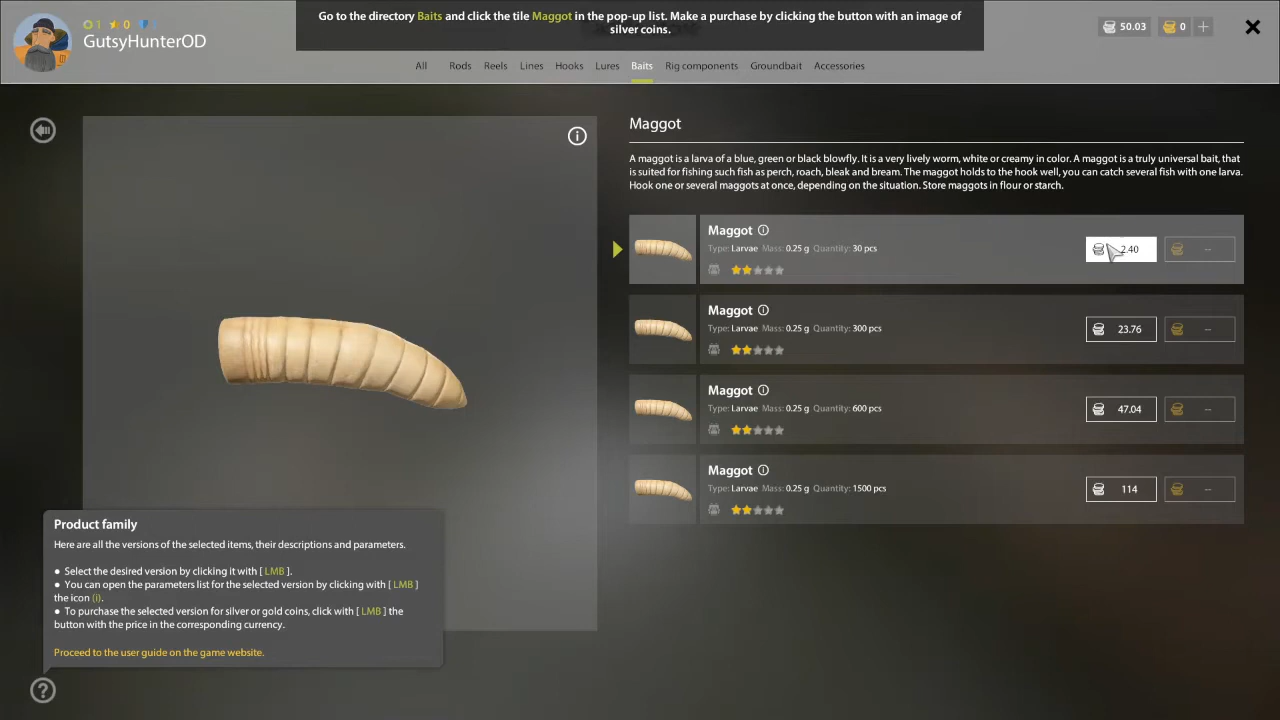 Go to the directory Baits and click the tile Maggot in the pop-up list. Make a purchase by clicking the button with an image of
silver coins.
1 0
GutsyHunterOD
50.03
0
All Rods Reels Lines Hooks Lures Baits Rig components Groundbait Accessories
Maggot
A maggot is a larva of a blue, green or black blowfly. It is a very lively worm, white or creamy in color. A maggot is a truly universal bait, that
is suited for fishing such fish as perch, roach, bleak and bream. The maggot holds to the hook well, you can catch several fish with one larva.
Hook one or several maggots at once, depending on the situation. Store maggots in flour or starch.
Maggot
Type: Larvae Mass: 0.25 g Quantity: 30 pcs
2.40 --
Maggot
Type: Larvae Mass: 0.25 g Quantity: 300 pcs
23.76 --
Maggot
Type: Larvae Mass: 0.25 g Quantity: 600 pcs
47.04 --
Maggot
Type: Larvae Mass: 0.25 g Quantity: 1500 pcs
114 --
Product family
Here are all the versions of the selected items, their descriptions and parameters.
● Select the desired version by clicking it with [ LMB ].
● You can open the parameters list for the selected version by clicking with [ LMB ]
the icon (i).
● To purchase the selected version for silver or gold coins, click with [ LMB ] the
button with the price in the corresponding currency.
Proceed to the user guide on the game website.